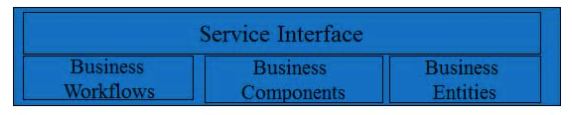 Service Interface
Business
Workflows
Business
Components
Business
Entities